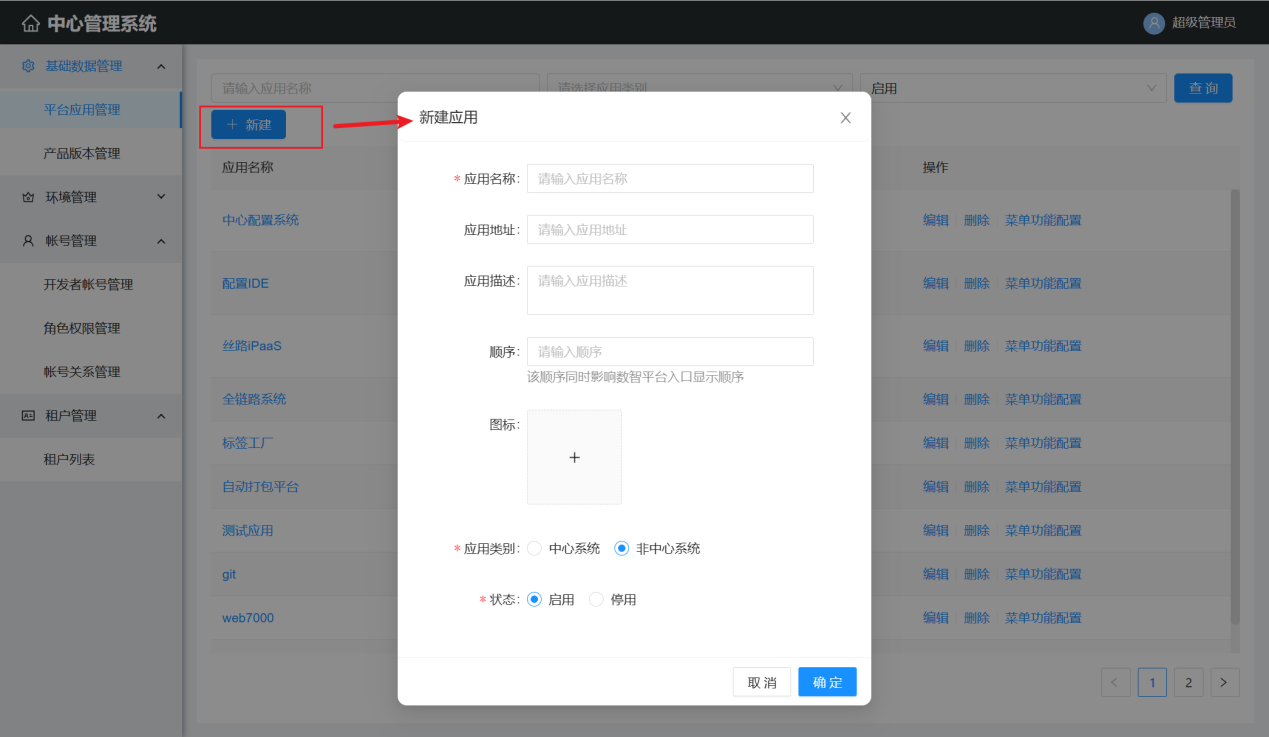 中心管理系统
超级管理员
基础数据管理
平台应用管理
产品版本管理
环境管理
帐号管理
开发者帐号管理
角色权限管理
帐号关系管理
租户管理
租户列表
请输入应用名称 请选择应用类别 启用 查询
+ 新建
应用名称 操作
中心配置系统 编辑 删除 菜单功能配置
配置IDE 编辑 删除 菜单功能配置
丝路iPaaS 编辑 删除 菜单功能配置
全链路系统 编辑 删除 菜单功能配置
标签工厂 编辑 删除 菜单功能配置
自动打包平台 编辑 删除 菜单功能配置
测试应用 编辑 删除 菜单功能配置
git 编辑 删除 菜单功能配置
web7000 编辑 删除 菜单功能配置
< 1 2 >
新建应用
* 应用名称: 请输入应用名称
应用地址: 请输入应用地址
应用描述: 请输入应用描述
顺序: 请输入顺序
该顺序同时影响数智平台入口显示顺序
图标: +
* 应用类别: 中心系统 非中心系统
* 状态: 启用 停用
取消 确定